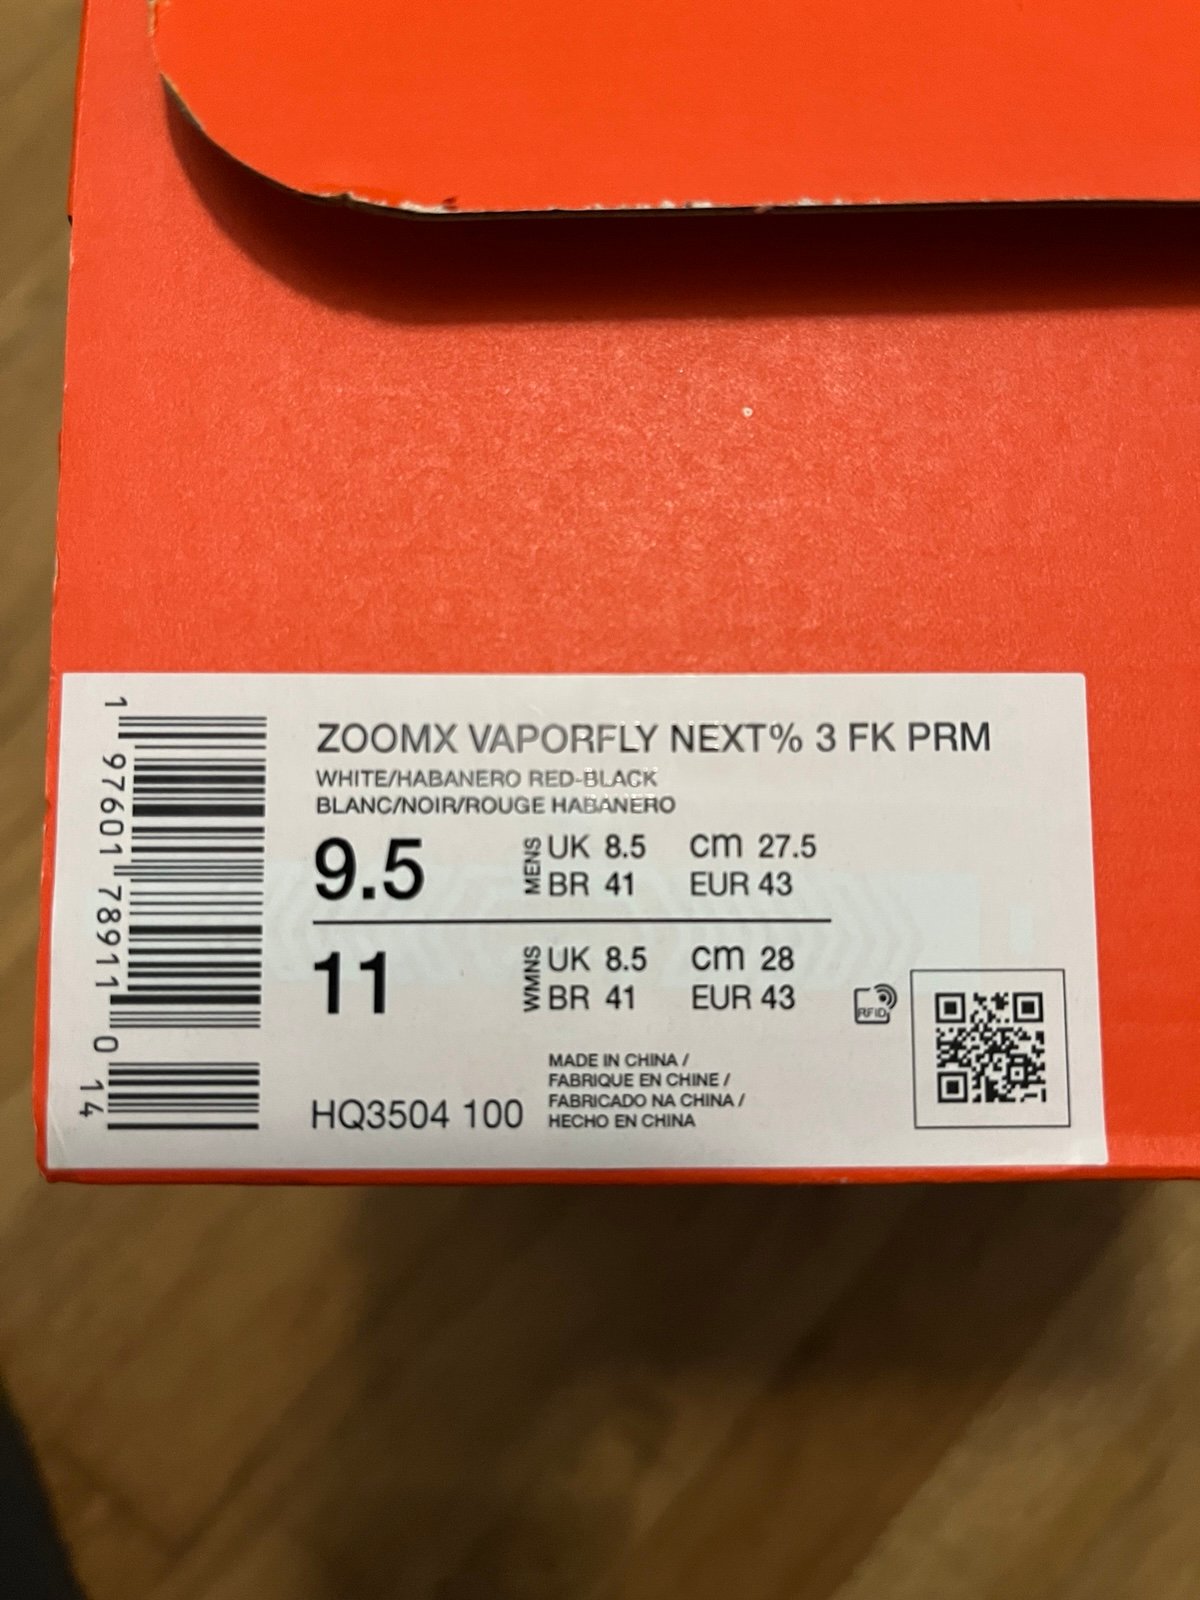 ZOOMX VAPORFLY NEXT% 3 FK PRM
WHITE/HABANERO RED-BLACK
BLANC/NOIR/ROUGE HABANERO
9.5 MENS UK 8.5 cm 27.5
BR 41 EUR 43
11 WMNS UK 8.5 cm 28
BR 41 EUR 43
RFID
HQ3504 100
MADE IN CHINA /
FABRIQUE EN CHINE /
FABRICADO NA CHINA /
HECHO EN CHINA
1 97601 78911 0 14